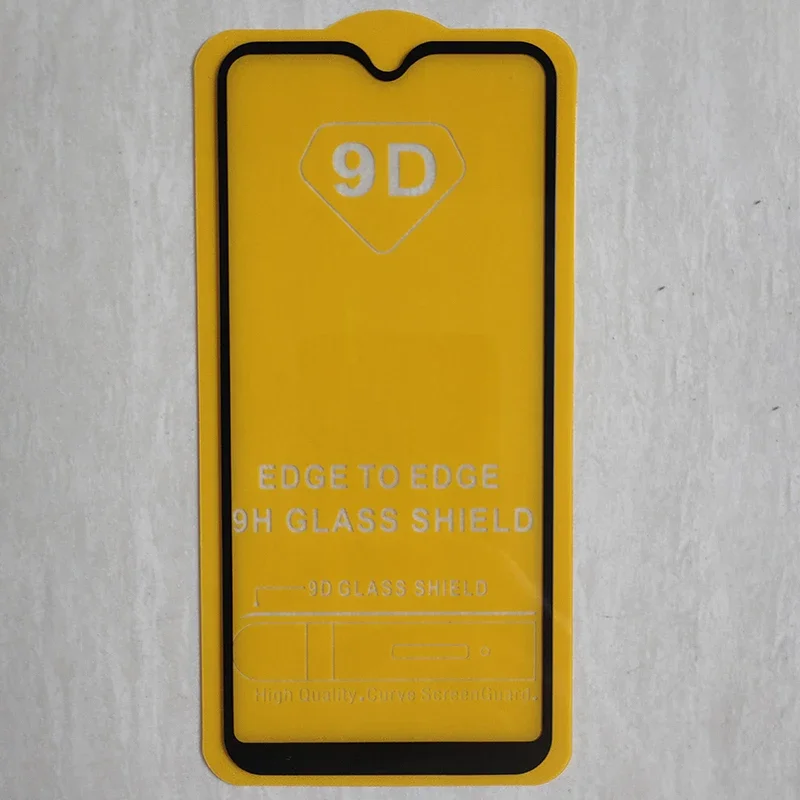 9D
EDGE TO EDGE
9H GLASS SHIELD
9D GLASS SHIELD
High Quality.Curve ScreenGuard.